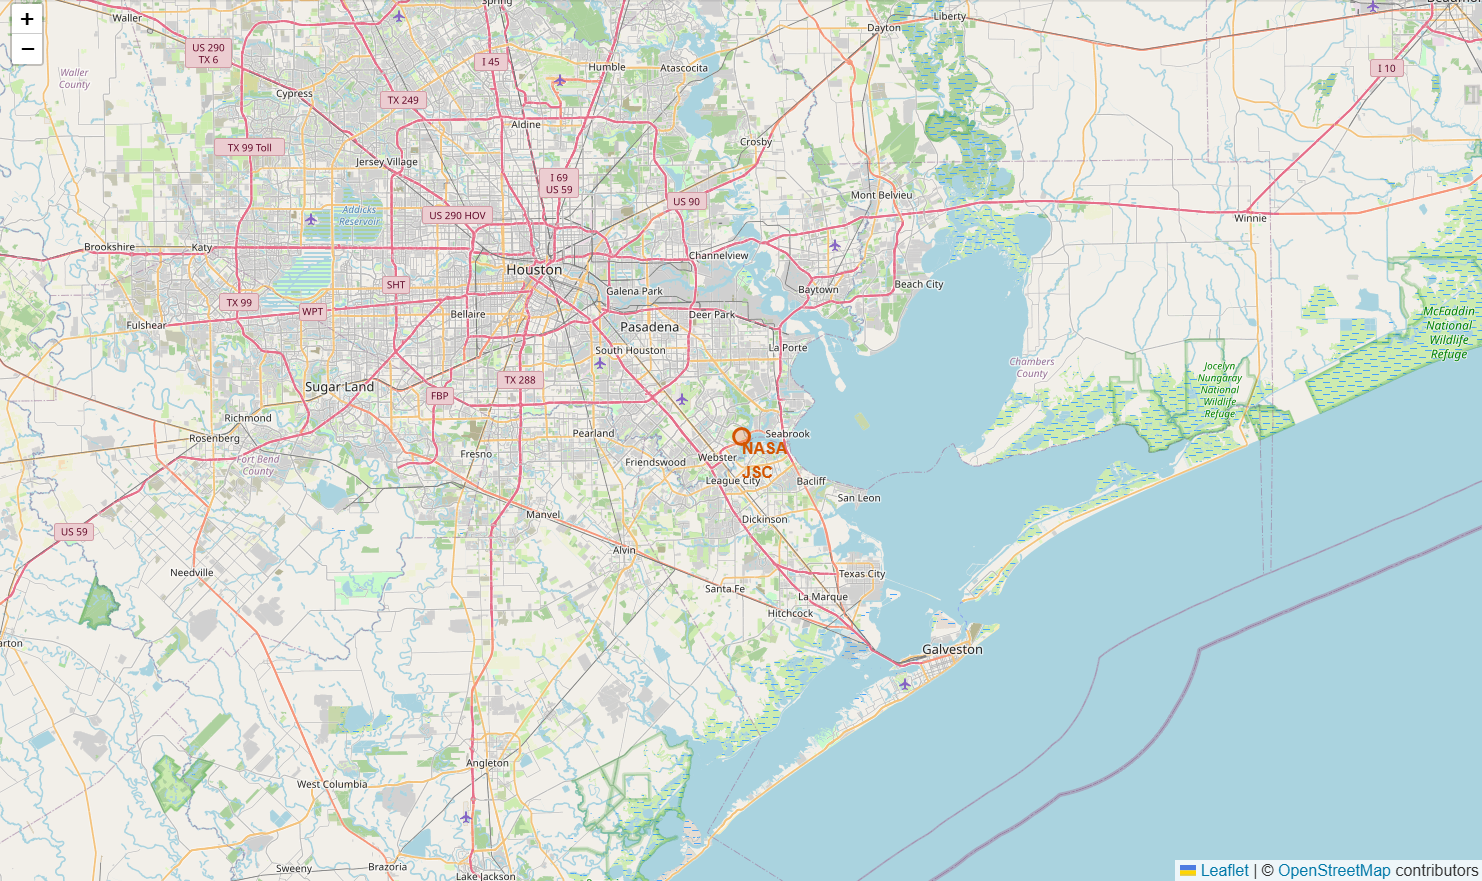 +
−
Waller
Spring
Liberty
Dayton
US 290
TX 6
I 45
Humble
Atascocita
I 10
Waller
County
Cypress
TX 249
Aldine
Crosby
TX 99 Toll
Jersey Village
I 69
US 59
US 90
Mont Belvieu
Addicks
Reservoir
US 290 HOV
Winnie
Brookshire
Katy
Houston
Channelview
SHT
Galena Park
Baytown
Beach City
TX 99
WPT
Bellaire
Deer Park
Fulshear
Pasadena
McFaddin
National
Wildlife
Refuge
South Houston
La Porte
Chambers
County
Jocelyn
Nungaray
National
Wildlife
Refuge
Sugar Land
TX 288
FBP
Richmond
Rosenberg
Pearland
Seabrook
NASA
JSC
Fresno
Fort Bend
County
Friendswood
Webster
League City
Bacliff
San Leon
Manvel
Dickinson
US 59
Alvin
Needville
Texas City
Santa Fe
La Marque
Hitchcock
arton
Galveston
Angleton
West Columbia
Sweeny
Brazoria
Lake Jackson
Leaflet | © OpenStreetMap contributors